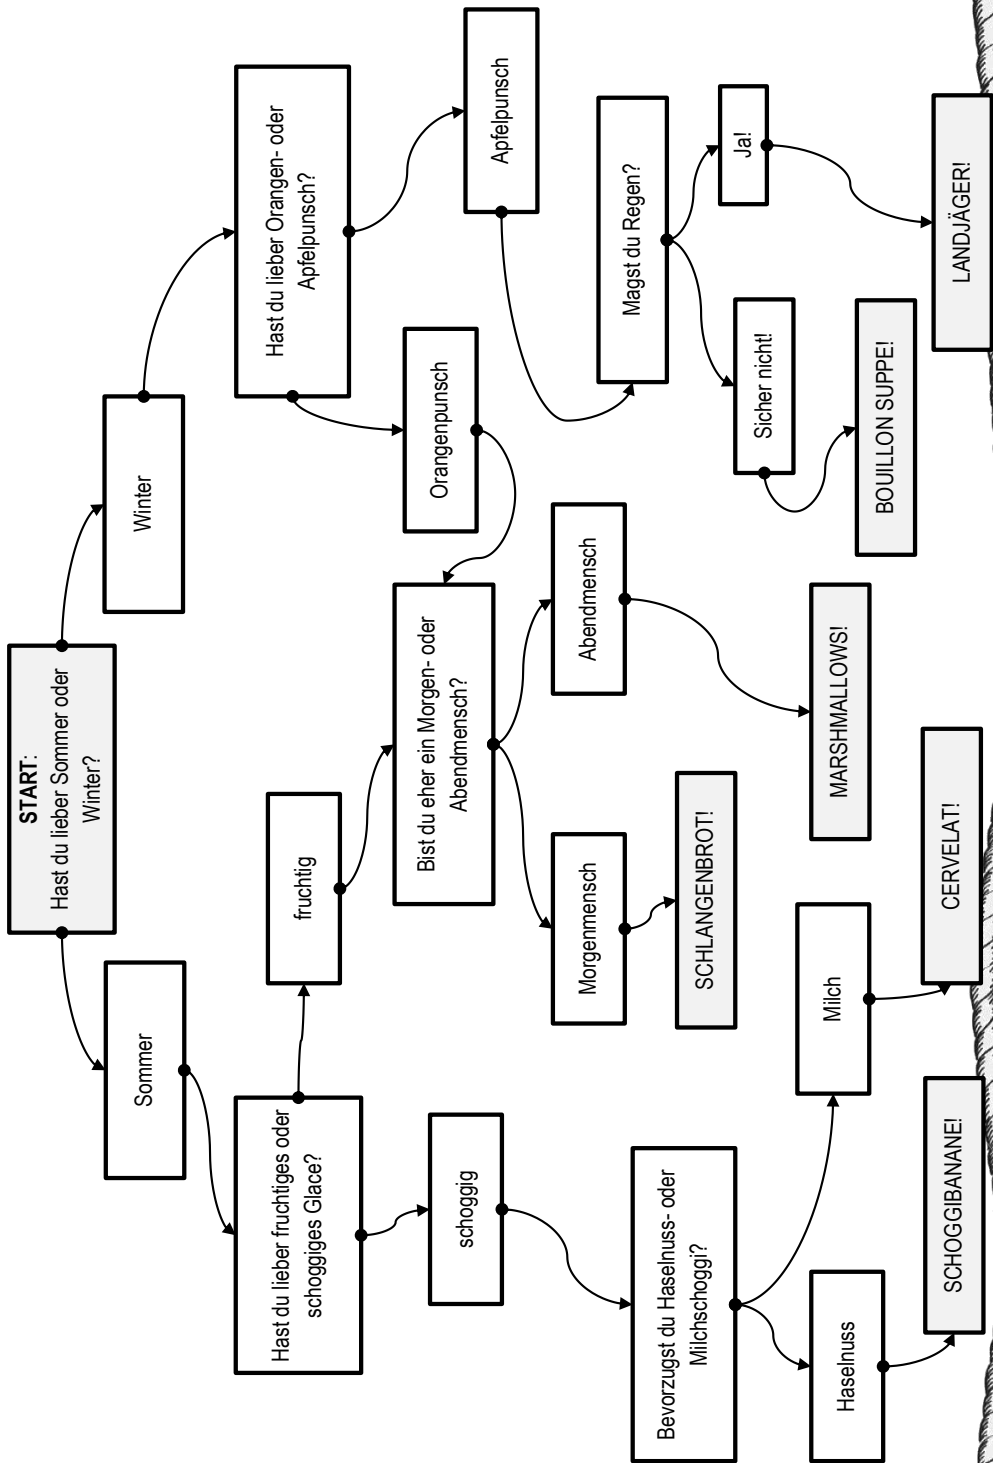 START:
Hast du lieber Sommer oder
Winter?
Sommer
Winter
Hast du lieber fruchtiges oder
schoggiges Glace?
fruchtig
Hast du lieber Orangen- oder
Apfelpunsch?
schoggig
Bist du eher ein Morgen- oder
Abendmensch?
Orangenpunsch
Apfelpunsch
Morgenmensch
Abendmensch
Magst du Regen?
Bevorzugst du Haselnuss- oder
Milchschoggi?
SCHLANGENBROT!
Sicher nicht!
Ja!
Haselnuss
Milch
MARSHMALLOWS!
BOUILLON SUPPE!
SCHOGGIBANANE!
CERVELAT!
LANDJÄGER!